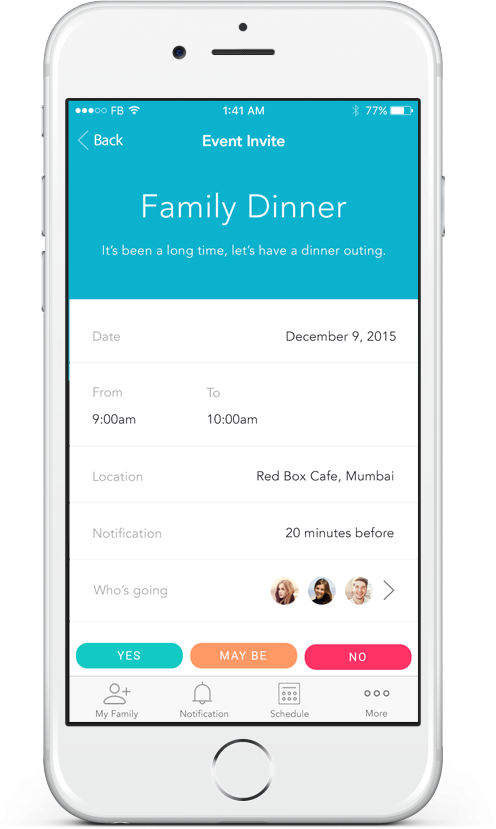 FB 1:41 AM 77%
Back Event Invite
Family Dinner
It's been a long time, let's have a dinner outing.
Date December 9, 2015
From To
9:00am 10:00am
Location Red Box Cafe, Mumbai
Notification 20 minutes before
Who's going
YES MAY BE NO
My Family Notification Schedule More